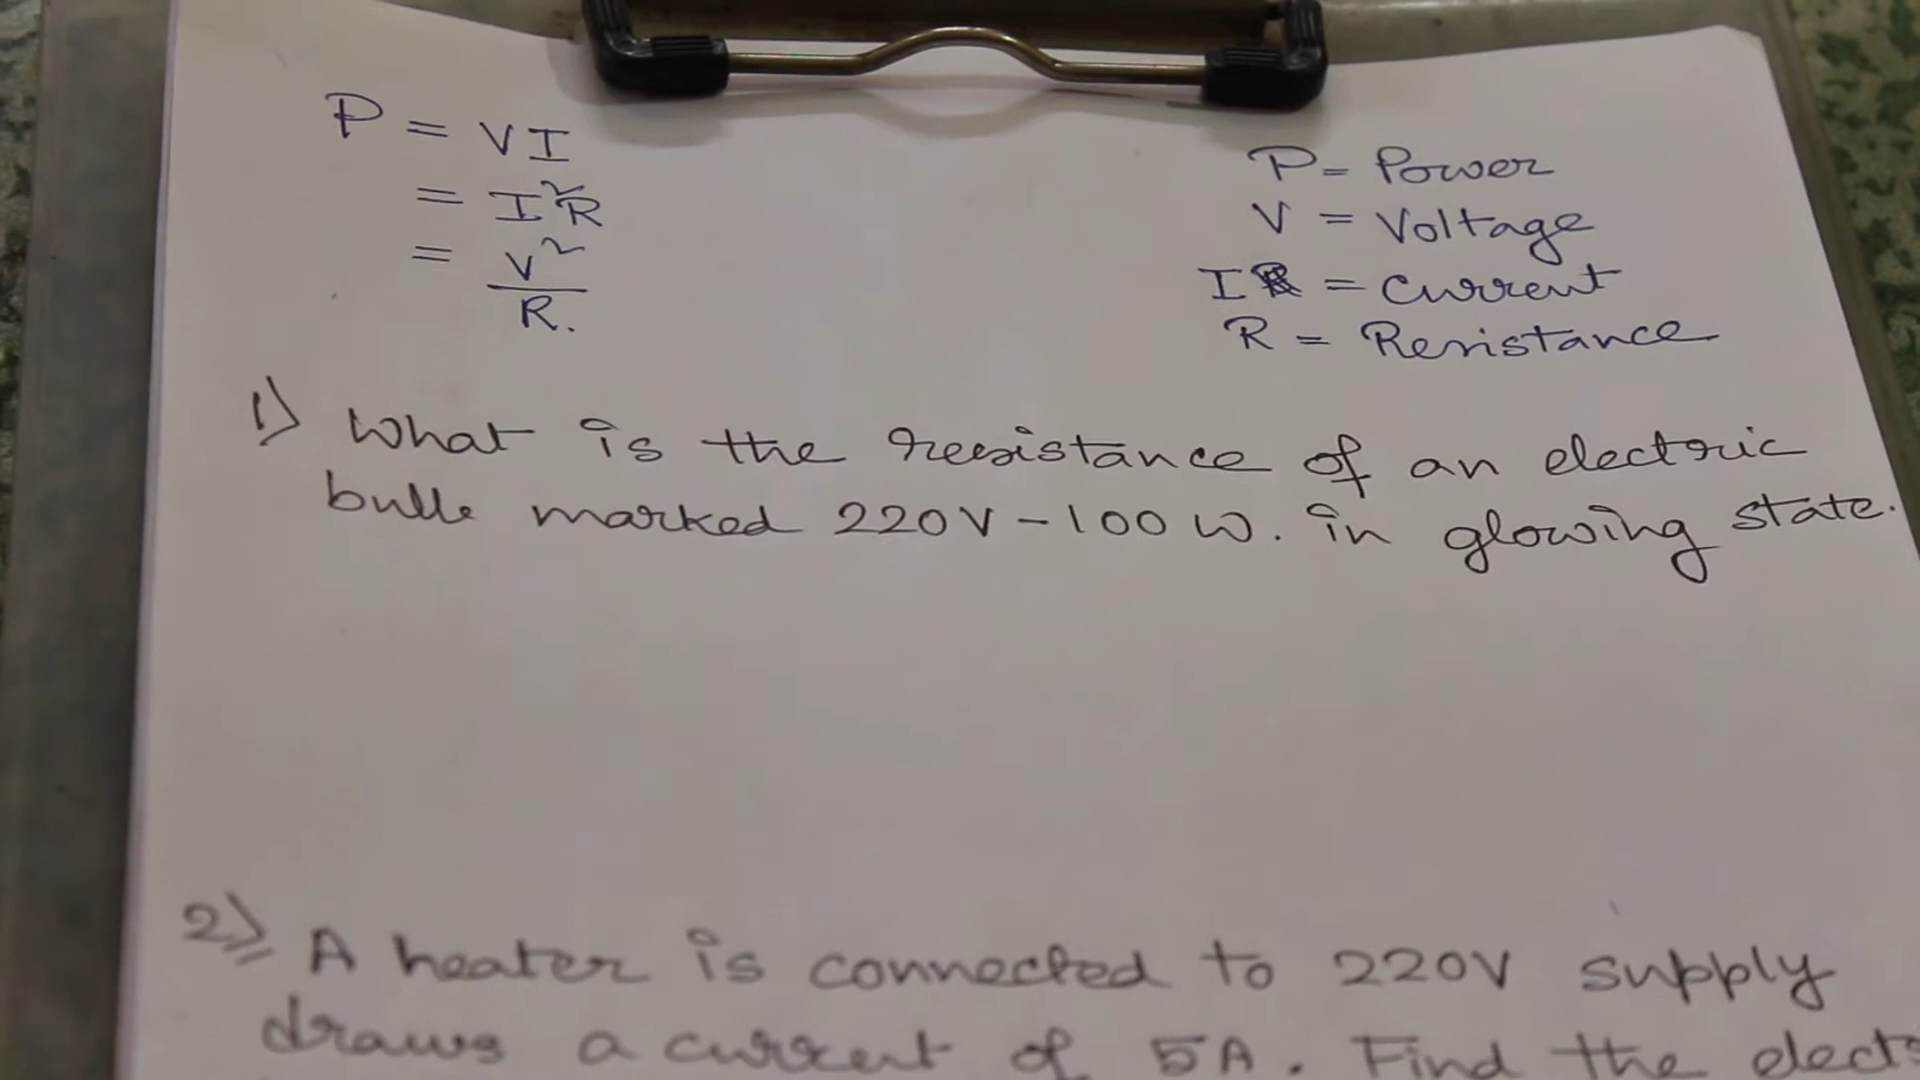 P = VI
= I²R
= V²/R.
P = Power
V = Voltage
I = Current
R = Resistance
1) What is the resistance of an electric
bulb marked 220V - 100 W. in glowing state.
2) A heater is connected to 220V supply
draws a current of 5A. Find the